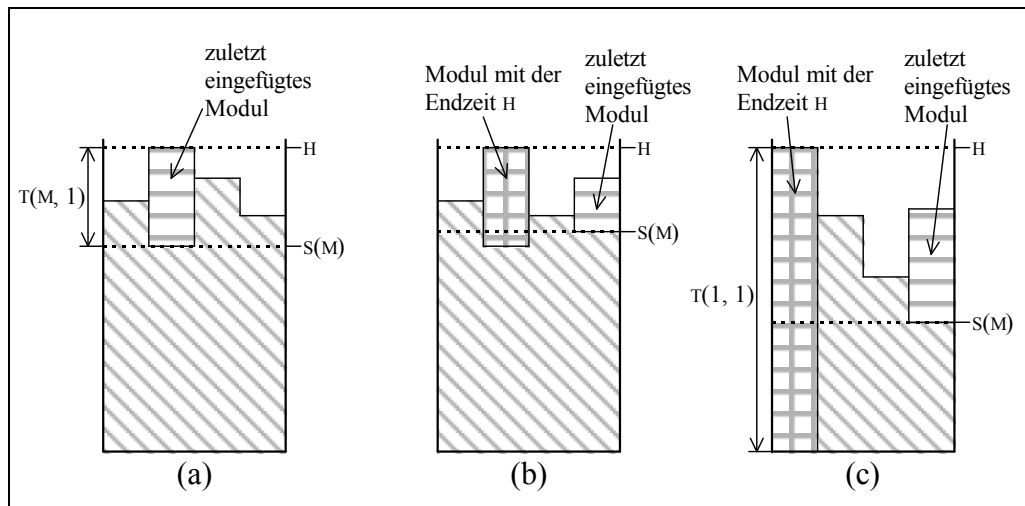 zuletzt
eingefügtes
Modul
H
T(M, 1)
S(M)
(a)
Modul mit der
Endzeit H
zuletzt
eingefügtes
Modul
H
S(M)
(b)
Modul mit der
Endzeit H
zuletzt
eingefügtes
Modul
H
T(1, 1)
S(M)
(c)